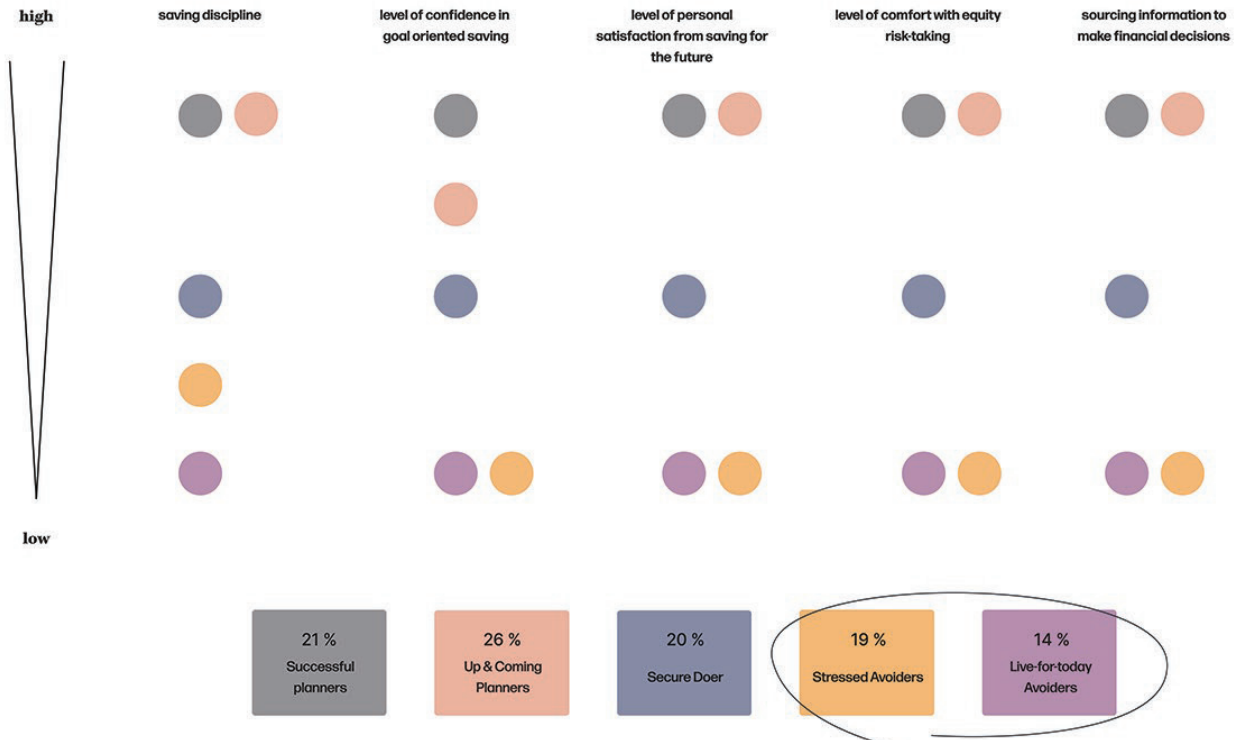 high
saving discipline
level of confidence in
goal oriented saving
level of personal
satisfaction from saving for
the future
level of comfort with equity
risk-taking
sourcing information to
make financial decisions
low
21 %
Successful
planners
26 %
Up & Coming
Planners
20 %
Secure Doer
19 %
Stressed Avoiders
14 %
Live-for-today
Avoiders